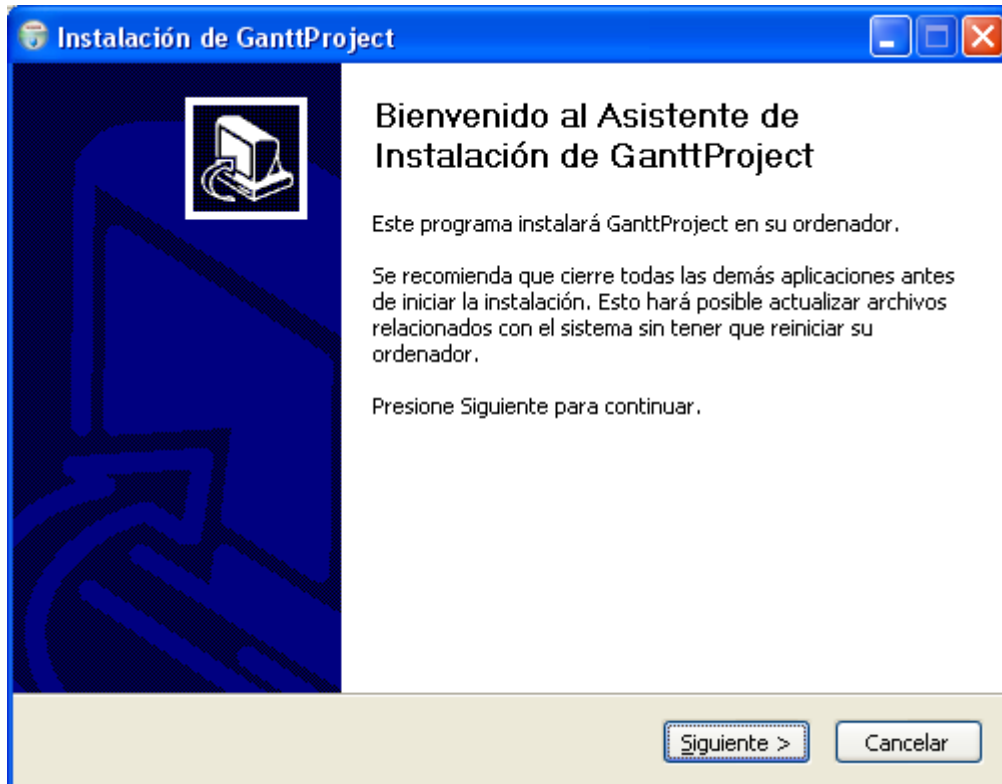 Instalación de GanttProject
Bienvenido al Asistente de
Instalación de GanttProject
Este programa instalará GanttProject en su ordenador.
Se recomienda que cierre todas las demás aplicaciones antes
de iniciar la instalación. Esto hará posible actualizar archivos
relacionados con el sistema sin tener que reiniciar su
ordenador.
Presione Siguiente para continuar.
Siguiente >
Cancelar